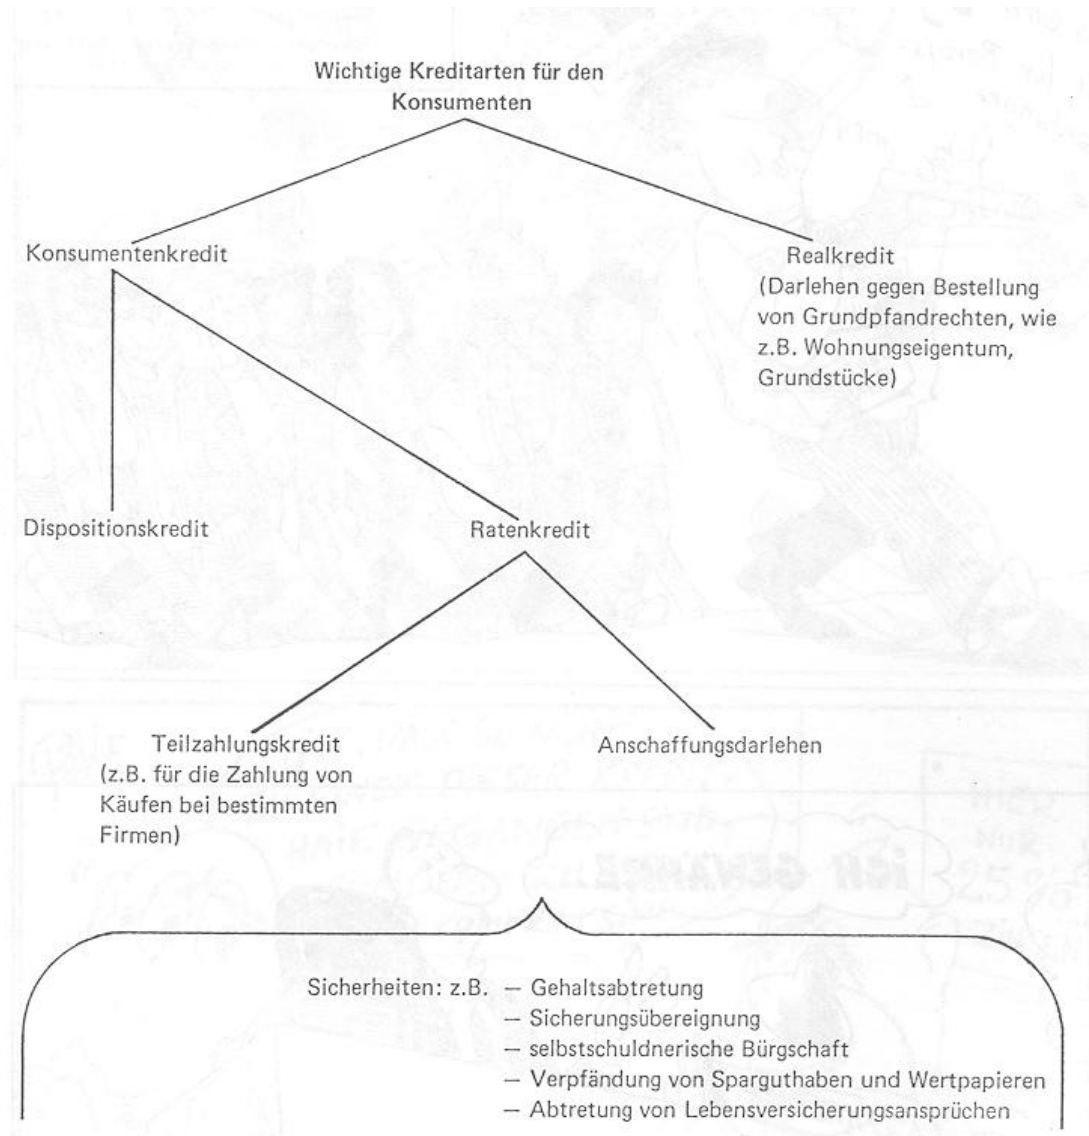 Wichtige Kreditarten für den
Konsumenten
Konsumentenkredit
Realkredit
(Darlehen gegen Bestellung
von Grundpfandrechten, wie
z.B. Wohnungseigentum,
Grundstücke)
Dispositionskredit
Ratenkredit
Teilzahlungskredit
(z.B. für die Zahlung von
Käufen bei bestimmten
Firmen)
Anschaffungsdarlehen
Sicherheiten: z.B. — Gehaltsabtretung
— Sicherungsübereignung
— selbstschuldnerische Bürgschaft
— Verpfändung von Sparguthaben und Wertpapieren
— Abtretung von Lebensversicherungsansprüchen
ICH GEWÄHRE...